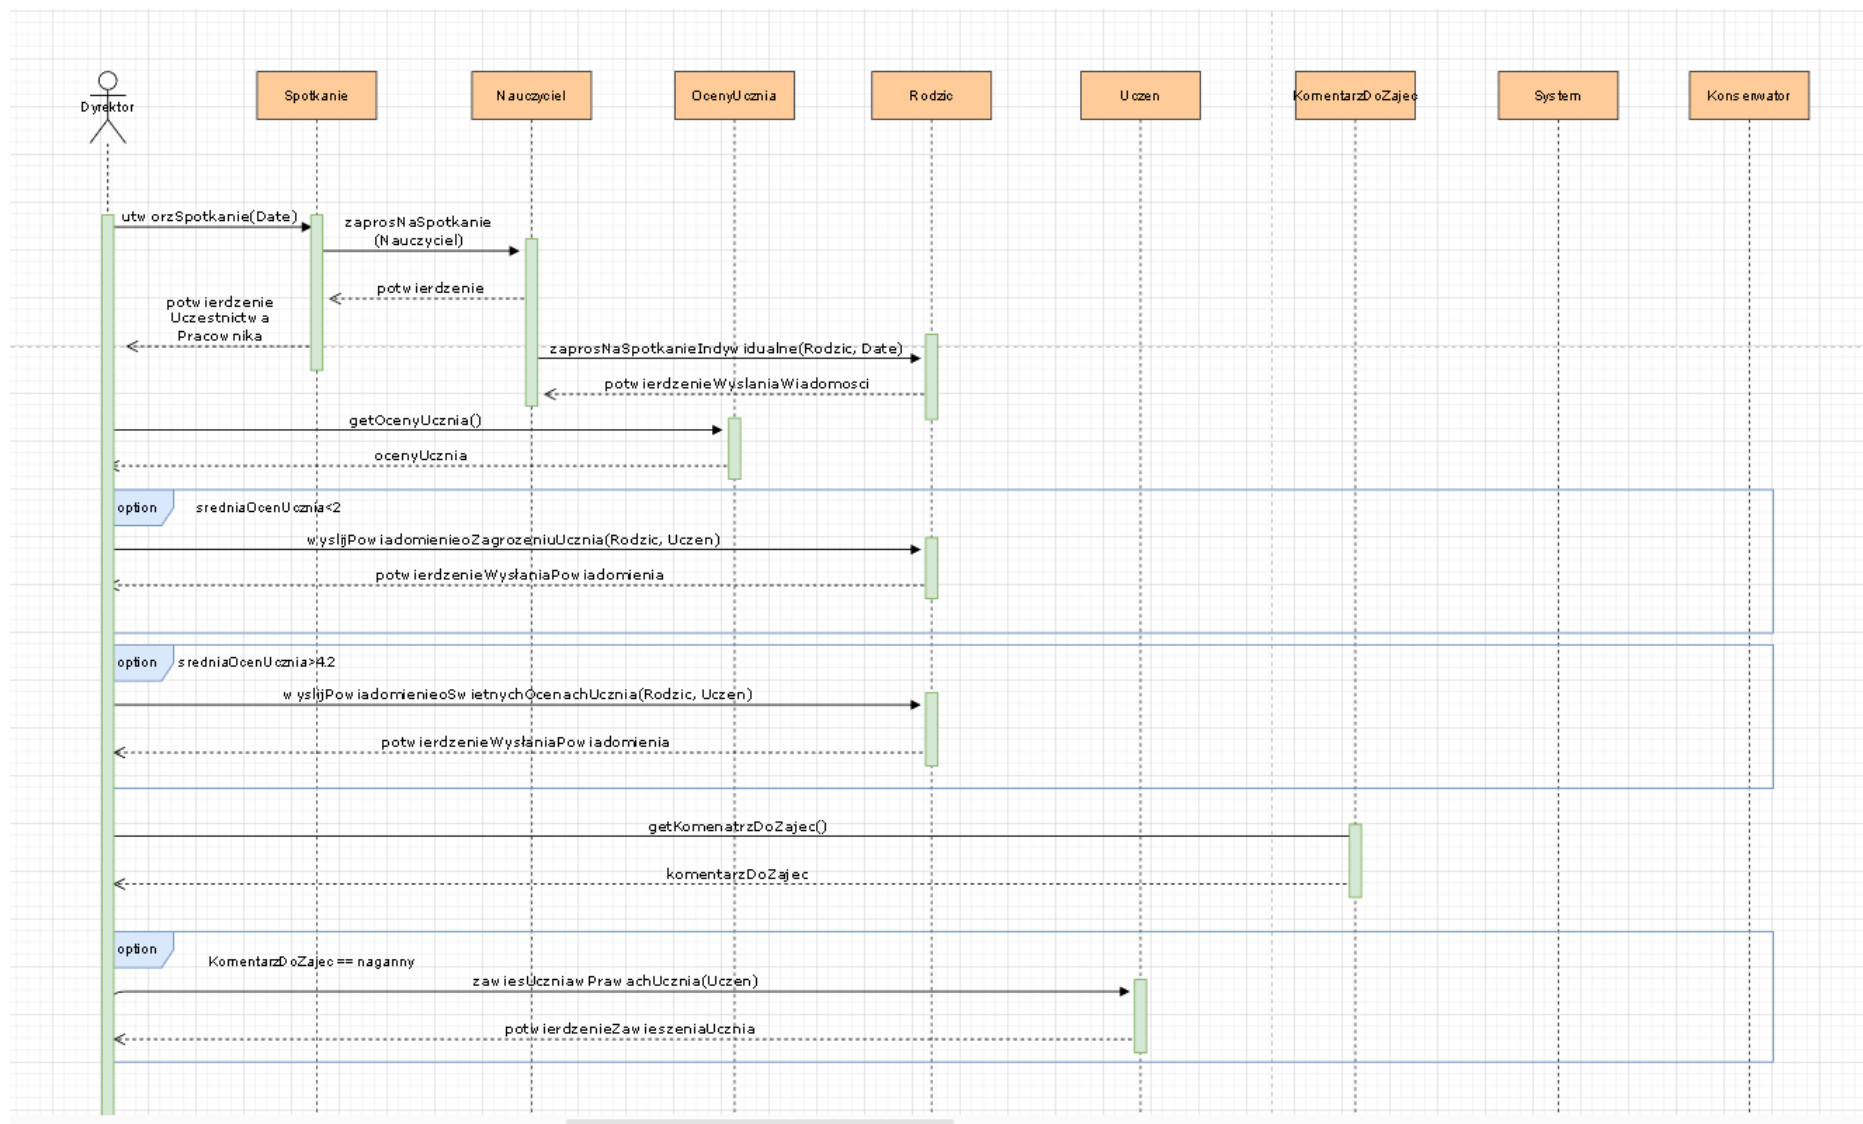 Dyrektor
Spotkanie
Nauczyciel
OcenyUcznia
Rodzic
Uczen
KomentarzDoZajec
System
Konserwator
utworzSpotkanie(Date)
zaprosNaSpotkanie
(Nauczyciel)
potwierdzenie
potwierdzenie
Uczestnictwa
Pracownika
zaprosNaSpotkanieIndywidualne(Rodzic, Date)
potwierdzenieWyslaniaWiadomosci
getOcenyUcznia()
ocenyUcznia
option
sredniaOcenUcznia<2
wyslijPowiadomienieoZagrozeniuUcznia(Rodzic, Uczen)
potwierdzenieWysłaniaPowiadomienia
option
sredniaOcenUcznia>4.2
wyslijPowiadomienieoSwietnychOcenachUcznia(Rodzic, Uczen)
potwierdzenieWysłaniaPowiadomienia
getKomenatrzDoZajec()
komentarzDoZajec
option
KomentarzDoZajec == naganny
zawiesUczniawPrawachUcznia(Uczen)
potwierdzenieZawieszeniaUcznia